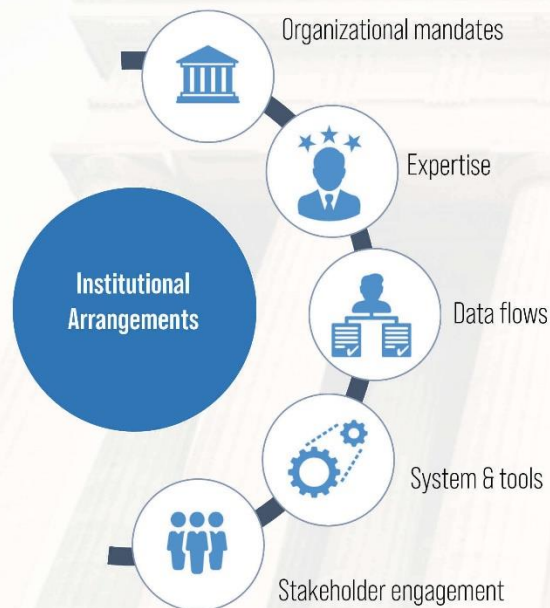 Organizational mandates
Expertise
Institutional
Arrangements
Data flows
System & tools
Stakeholder engagement